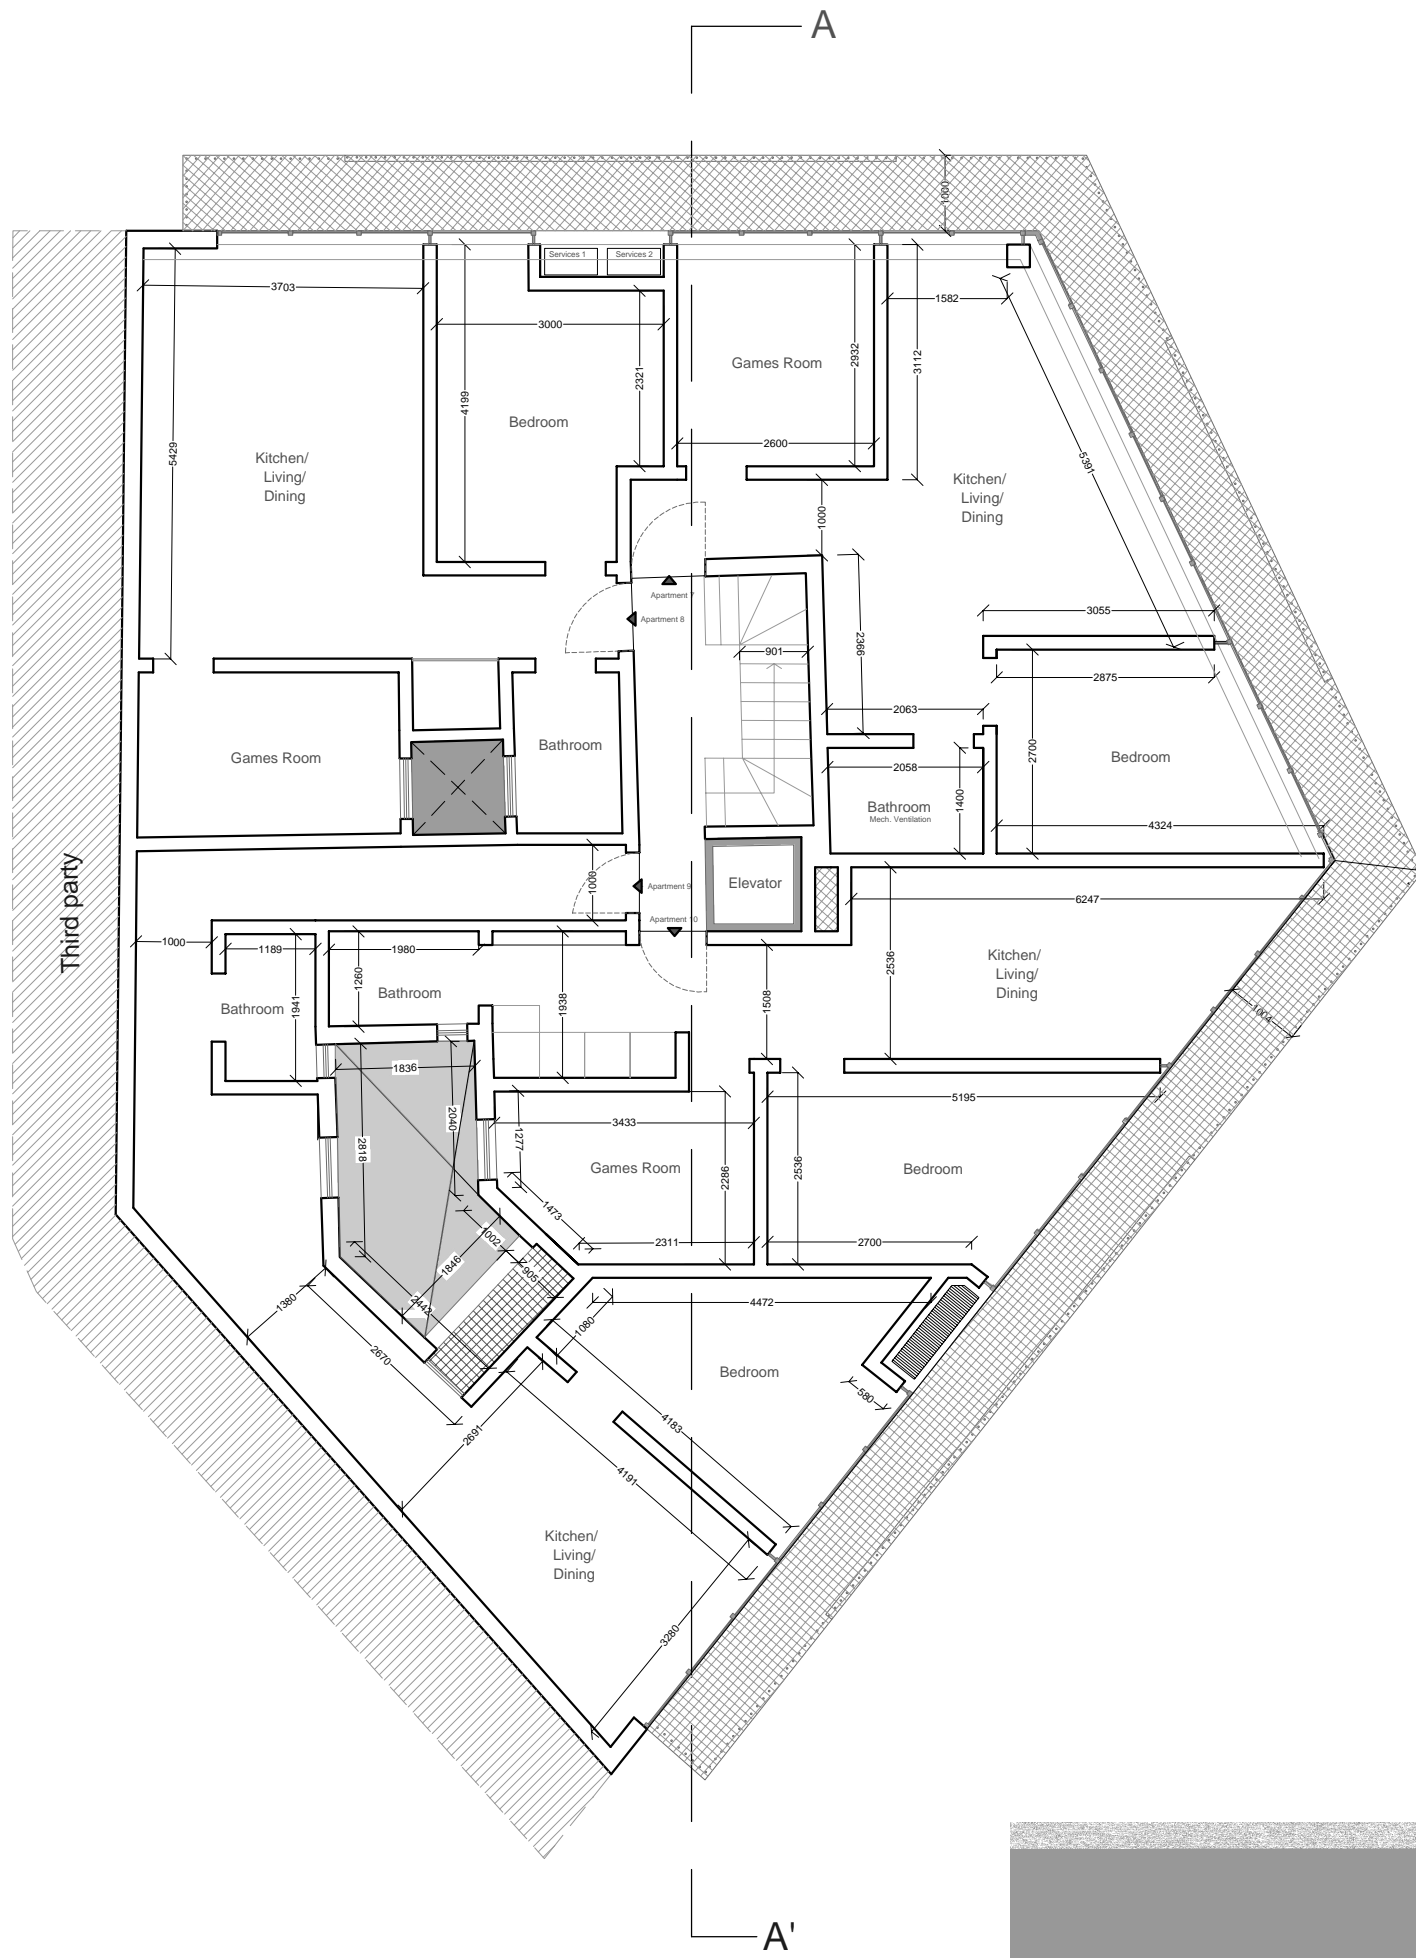 A
1000
Services 1
Services 2
3703
3000
1582
2932
3112
2321
Games Room
4199
Bedroom
2600
5429
Kitchen/
Living/
Dining
5391
Kitchen/
Living/
Dining
1000
Apartment 7
Apartment 8
3055
2366
901
2875
2063
Games Room
Bathroom
2700
Bedroom
2058
1400
Bathroom
Mech. Ventilation
4324
Third party
1000
Apartment 9
Elevator
6247
Apartment 10
1000
1189
1980
2536
Kitchen/
Living/
Dining
1260
Bathroom
1938
1508
Bathroom
1941
1004
1836
5195
2040
3433
1277
2818
Games Room
2286
2536
Bedroom
1473
1002
2311
2700
1846
905
1380
2442
4472
1080
2670
Bedroom
580
4183
2691
4191
Kitchen/
Living/
Dining
3280
A'